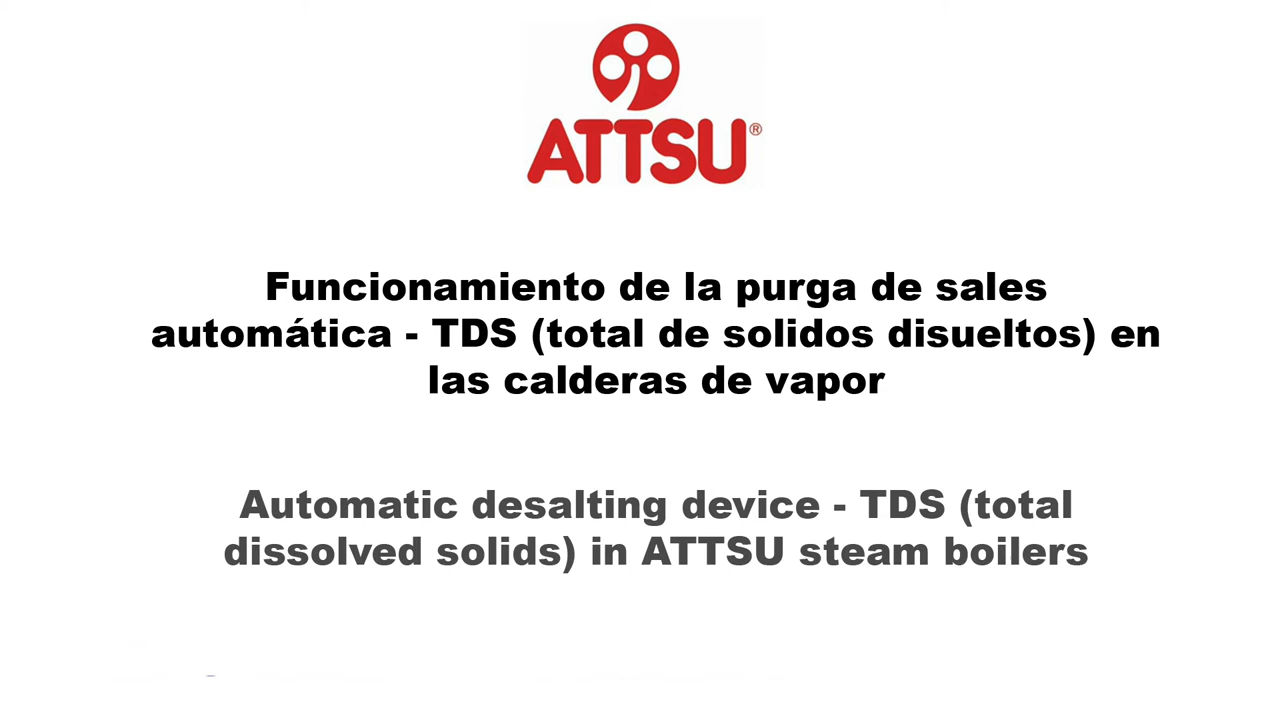 ATTSU®
Funcionamiento de la purga de sales
automática - TDS (total de solidos disueltos) en
las calderas de vapor
Automatic desalting device - TDS (total
dissolved solids) in ATTSU steam boilers